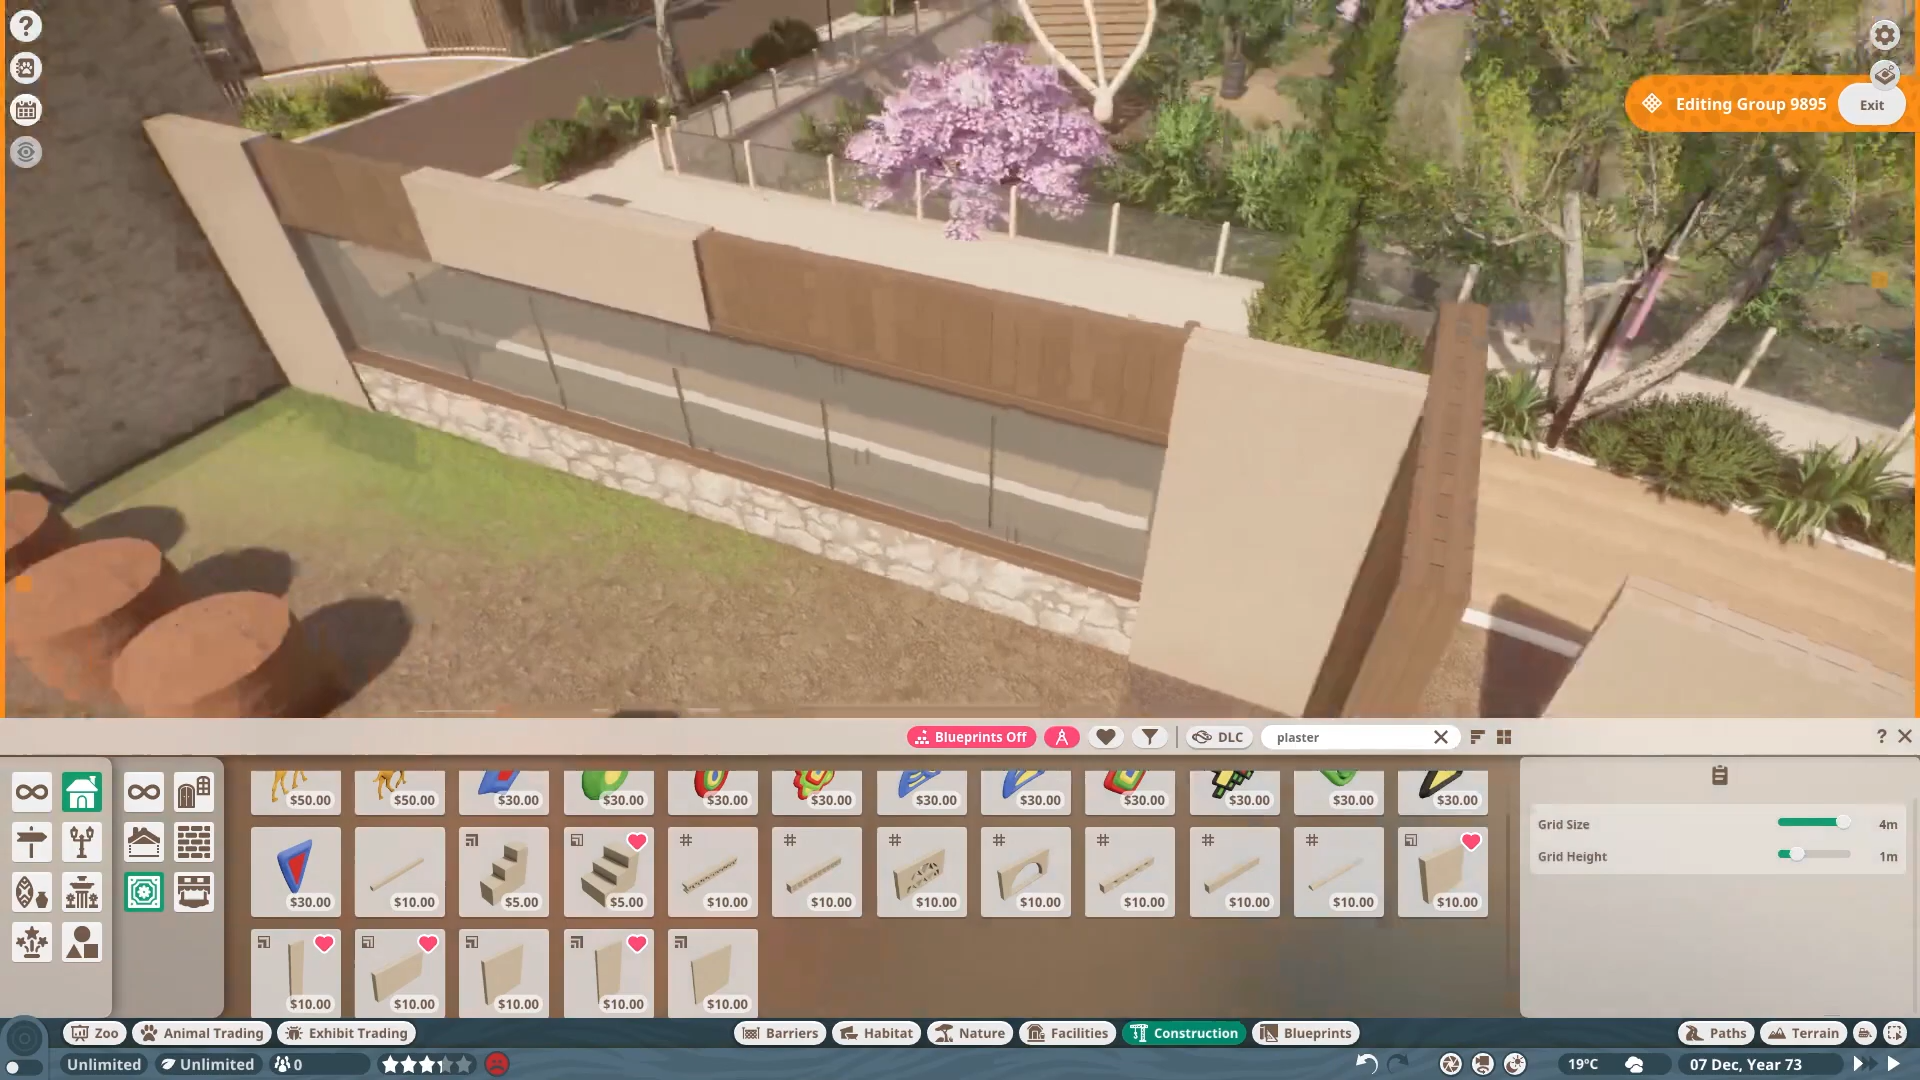 ?
Editing Group 9895
Exit
Blueprints Off
DLC
plaster
?
$50.00 $50.00 $30.00 $30.00 $30.00 $30.00 $30.00 $30.00 $30.00 $30.00 $30.00 $30.00
$30.00 $10.00 $5.00 $5.00 $10.00 $10.00 $10.00 $10.00 $10.00 $10.00 $10.00 $10.00
$10.00 $10.00 $10.00 $10.00 $10.00
Grid Size 4m
Grid Height 1m
Zoo Animal Trading Exhibit Trading Barriers Habitat Nature Facilities Construction Blueprints Paths Terrain
Unlimited Unlimited 0 19°C 07 Dec, Year 73